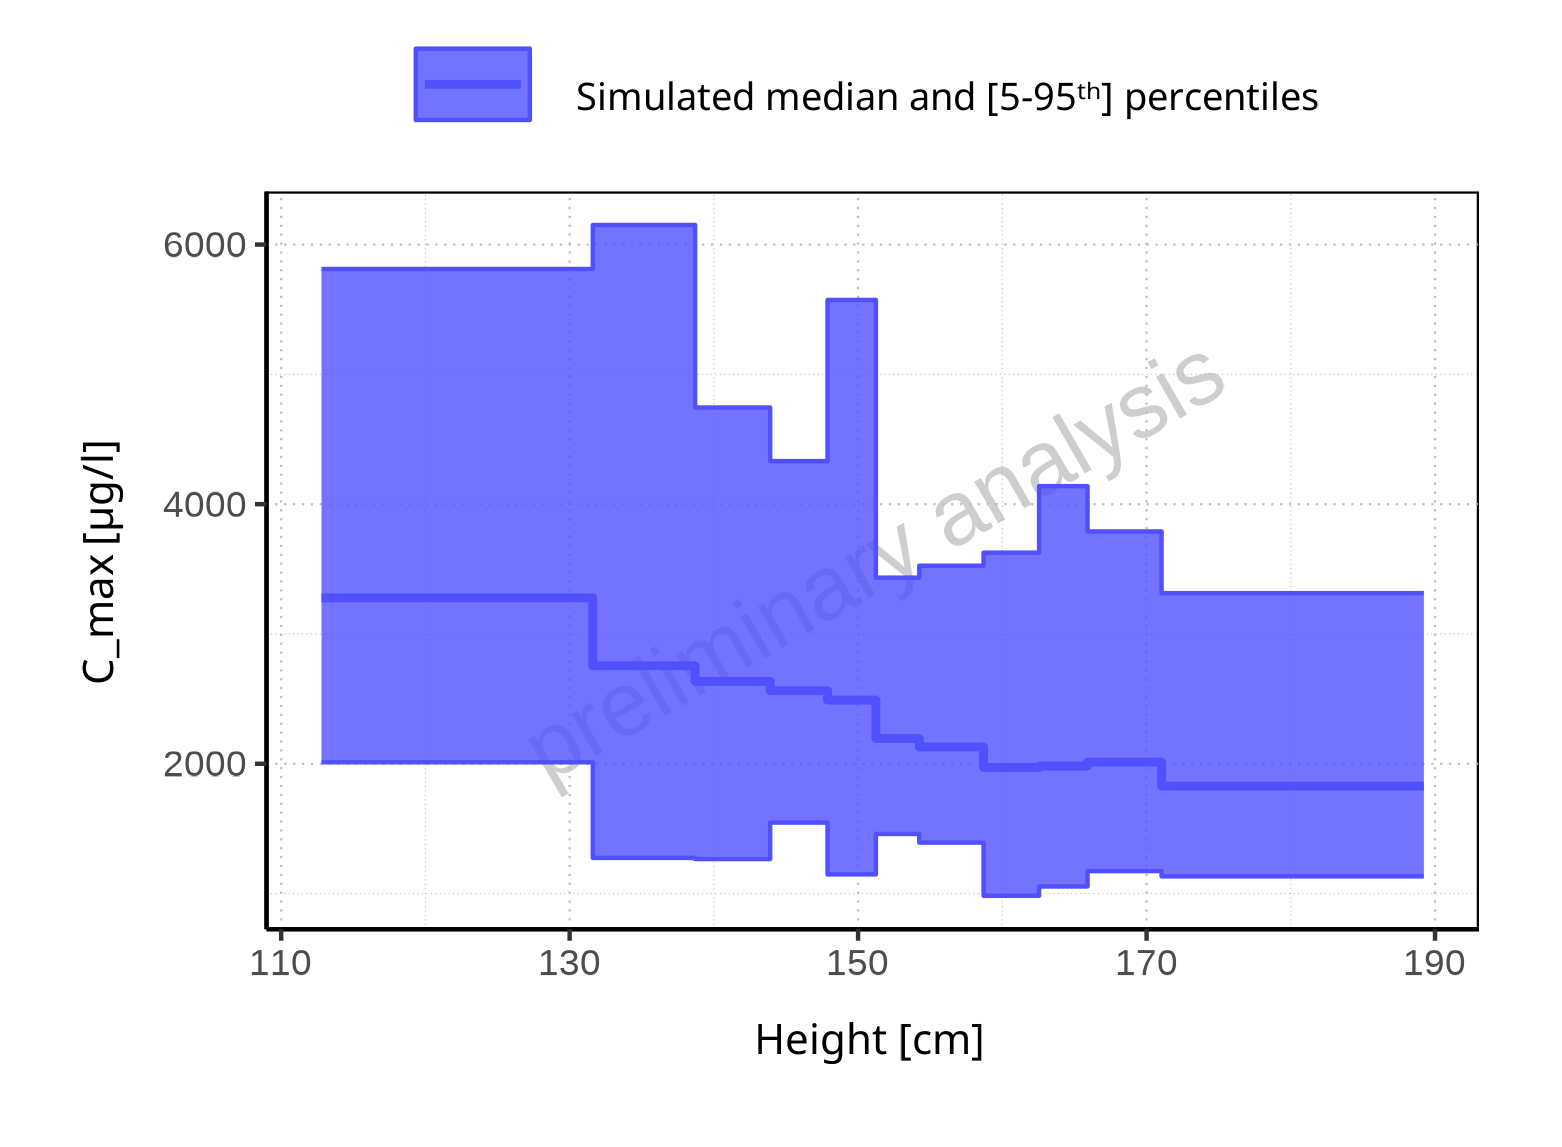 Simulated median and [5-95ᵗʰ] percentiles
6000
4000
2000
C_max [µg/l]
preliminary analysis
110 130 150 170 190
Height [cm]